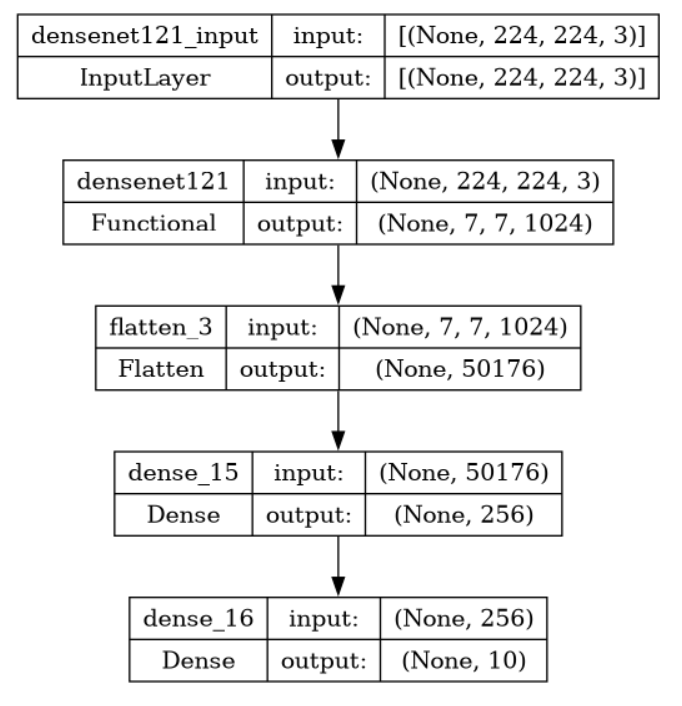 densenet121_input input: [(None, 224, 224, 3)]
InputLayer output: [(None, 224, 224, 3)]
densenet121 input: (None, 224, 224, 3)
Functional output: (None, 7, 7, 1024)
flatten_3 input: (None, 7, 7, 1024)
Flatten output: (None, 50176)
dense_15 input: (None, 50176)
Dense output: (None, 256)
dense_16 input: (None, 256)
Dense output: (None, 10)